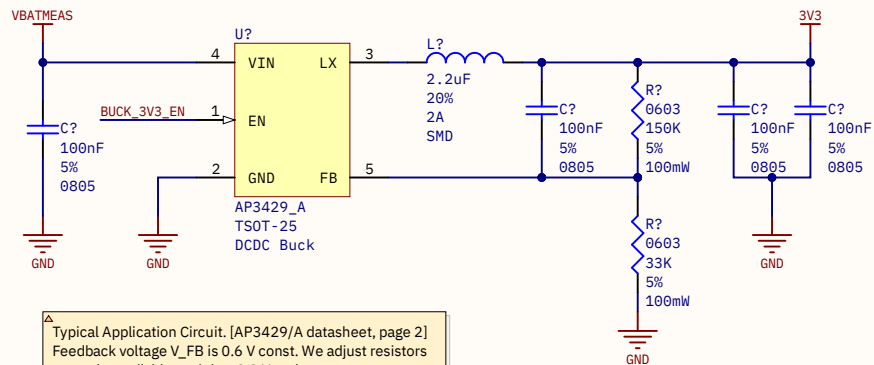 VBATMEAS
3V3
U?
4
VIN
LX
3
L?
2.2uF
20%
2A
SMD
1
BUCK_3V3_EN
EN
2
GND
FB
5
AP3429_A
TSOT-25
DCDC Buck
C?
100nF
5%
0805
C?
100nF
5%
0805
R?
0603
150K
5%
100mW
C?
100nF
5%
0805
C?
100nF
5%
0805
R?
0603
33K
5%
100mW
GND
GND
GND
GND
Typical Application Circuit. [AP3429/A datasheet, page 2]
Feedback voltage V_FB is 0.6 V const. We adjust resistors